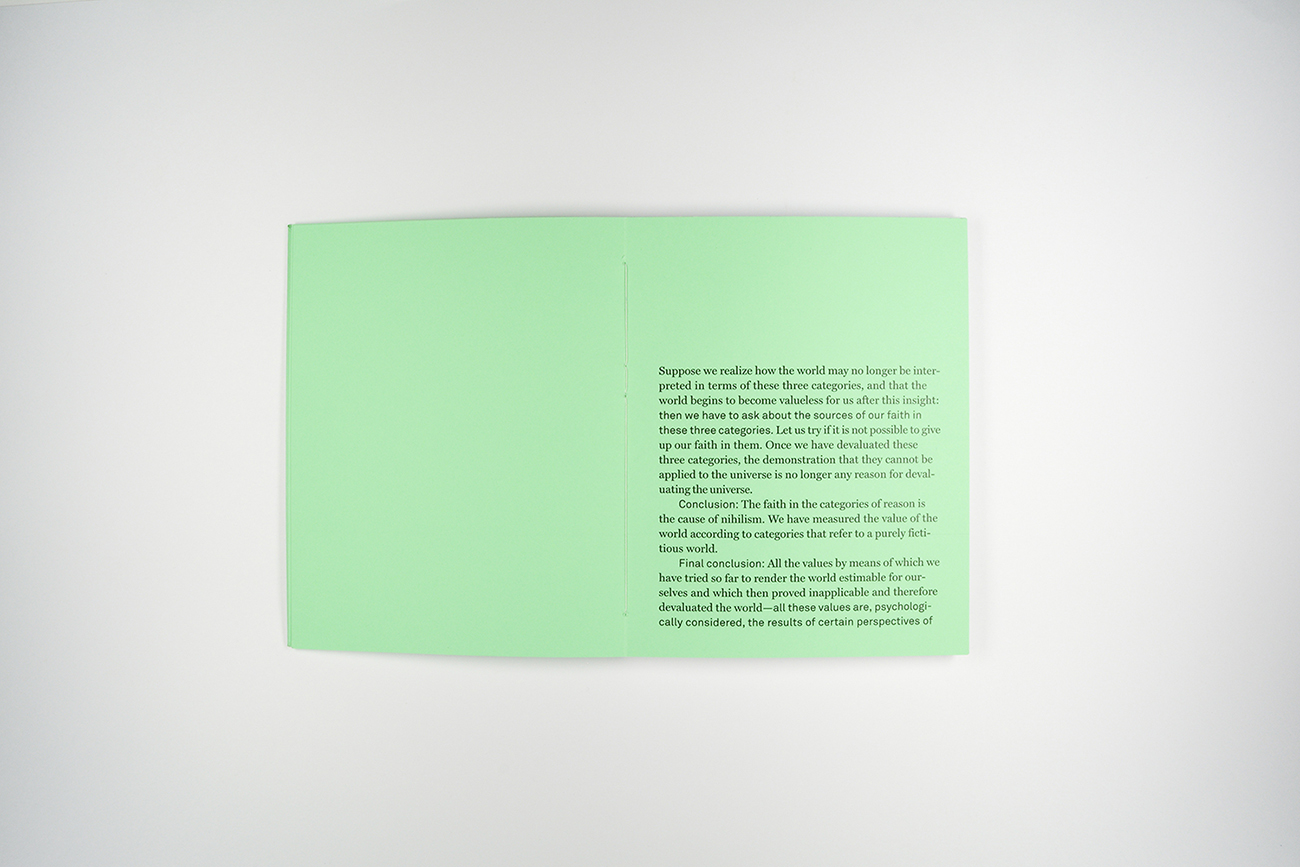 Suppose we realize how the world may no longer be inter-
preted in terms of these three categories, and that the
world begins to become valueless for us after this insight:
then we have to ask about the sources of our faith in
these three categories. Let us try if it is not possible to give
up our faith in them. Once we have devaluated these
three categories, the demonstration that they cannot be
applied to the universe is no longer any reason for deval-
uating the universe.
Conclusion: The faith in the categories of reason is
the cause of nihilism. We have measured the value of the
world according to categories that refer to a purely ficti-
tious world.
Final conclusion: All the values by means of which we
have tried so far to render the world estimable for our-
selves and which then proved inapplicable and therefore
devaluated the world—all these values are, psychologi-
cally considered, the results of certain perspectives of